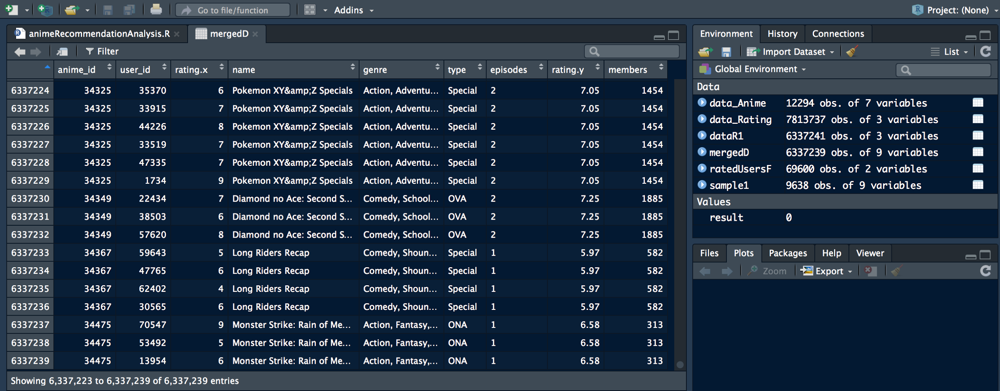 Go to file/function Addins Project: (None)
animeRecommendationAnalysis.R mergedD
Filter
anime_id user_id rating.x name genre type episodes rating.y members
6337224 34325 35370 6 Pokemon XY&amp;Z Specials Action, Adventu... Special 2 7.05 1454
6337225 34325 33915 7 Pokemon XY&amp;Z Specials Action, Adventu... Special 2 7.05 1454
6337226 34325 44226 8 Pokemon XY&amp;Z Specials Action, Adventu... Special 2 7.05 1454
6337227 34325 33519 7 Pokemon XY&amp;Z Specials Action, Adventu... Special 2 7.05 1454
6337228 34325 47335 7 Pokemon XY&amp;Z Specials Action, Adventu... Special 2 7.05 1454
6337229 34325 1734 9 Pokemon XY&amp;Z Specials Action, Adventu... Special 2 7.05 1454
6337230 34349 22434 7 Diamond no Ace: Second S... Comedy, School... OVA 2 7.25 1885
6337231 34349 38503 6 Diamond no Ace: Second S... Comedy, School... OVA 2 7.25 1885
6337232 34349 57620 8 Diamond no Ace: Second S... Comedy, School... OVA 2 7.25 1885
6337233 34367 59643 5 Long Riders Recap Comedy, Shoun... Special 1 5.97 582
6337234 34367 47765 6 Long Riders Recap Comedy, Shoun... Special 1 5.97 582
6337235 34367 62402 4 Long Riders Recap Comedy, Shoun... Special 1 5.97 582
6337236 34367 30565 6 Long Riders Recap Comedy, Shoun... Special 1 5.97 582
6337237 34475 70547 9 Monster Strike: Rain of Me... Action, Fantasy,... ONA 1 6.58 313
6337238 34475 53492 5 Monster Strike: Rain of Me... Action, Fantasy,... ONA 1 6.58 313
6337239 34475 13954 6 Monster Strike: Rain of Me... Action, Fantasy,... ONA 1 6.58 313
Showing 6,337,223 to 6,337,239 of 6,337,239 entries
Environment History Connections
Import Dataset List
Global Environment
Data
data_Anime 12294 obs. of 7 variables
data_Rating 7813737 obs. of 3 variables
dataR1 6337241 obs. of 3 variables
mergedD 6337239 obs. of 9 variables
ratedUsersF 69600 obs. of 2 variables
sample1 9638 obs. of 9 variables
Values
result 0
Files Plots Packages Help Viewer
Zoom Export